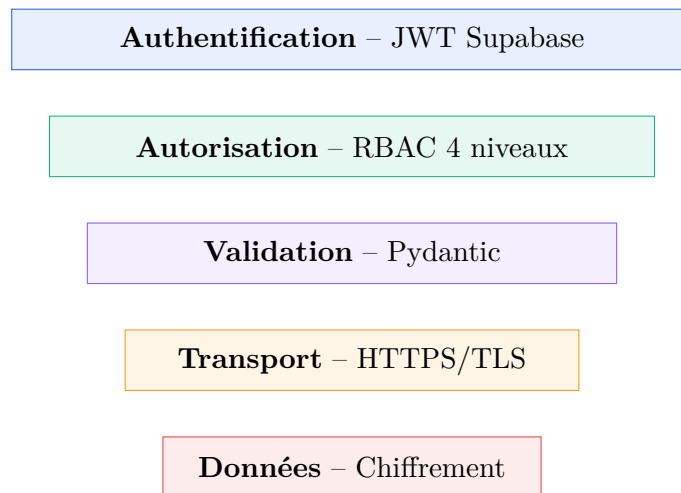 Authentification – JWT Supabase
Autorisation – RBAC 4 niveaux
Validation – Pydantic
Transport – HTTPS/TLS
Données – Chiffrement